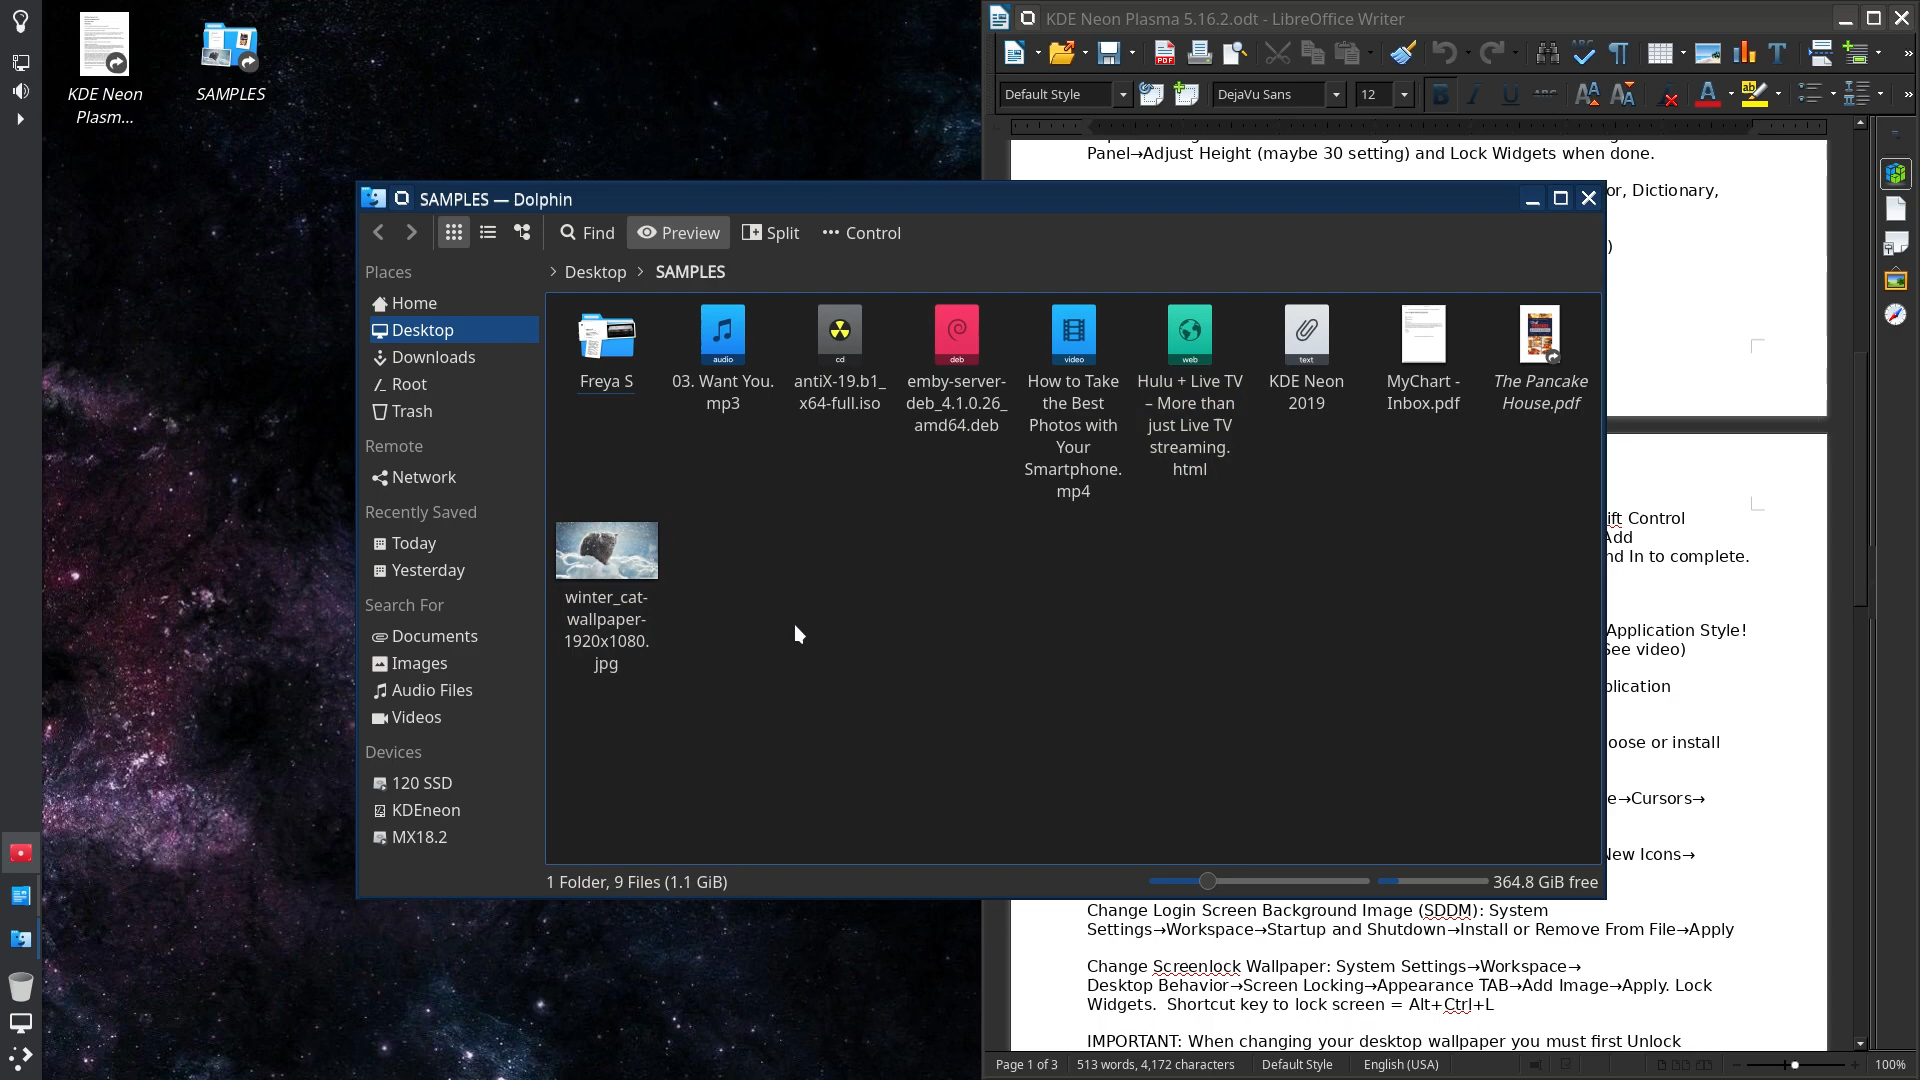 KDE Neon
Plasm...
SAMPLES
KDE Neon Plasma 5.16.2.odt - LibreOffice Writer
Default Style
DejaVu Sans
12
Panel→Adjust Height (maybe 30 setting) and Lock Widgets when done.
or, Dictionary,
)
SAMPLES — Dolphin
Find
Preview
Split
Control
Places
Home
Desktop
Downloads
Root
Trash
Remote
Network
Recently Saved
Today
Yesterday
Search For
Documents
Images
Audio Files
Videos
Devices
120 SSD
KDEneon
MX18.2
Desktop
SAMPLES
Freya S
audio
03. Want You.
mp3
cd
antiX-19.b1_
x64-full.iso
deb
emby-server-
deb_4.1.0.26_
amd64.deb
video
How to Take
the Best
Photos with
Your
Smartphone.
mp4
web
Hulu + Live TV
– More than
just Live TV
streaming.
html
text
KDE Neon
2019
MyChart -
Inbox.pdf
The Pancake
House.pdf
winter_cat-
wallpaper-
1920x1080.
jpg
1 Folder, 9 Files (1.1 GiB)
364.8 GiB free
ift Control
Add
nd In to complete.
Application Style!
See video)
plication
oose or install
e→Cursors→
New Icons→
Change Login Screen Background Image (SDDM): System
Settings→Workspace→Startup and Shutdown→Install or Remove From File→Apply
Change Screenlock Wallpaper: System Settings→Workspace→
Desktop Behavior→Screen Locking→Appearance TAB→Add Image→Apply. Lock
Widgets.  Shortcut key to lock screen = Alt+Ctrl+L
IMPORTANT: When changing your desktop wallpaper you must first Unlock
Page 1 of 3
513 words, 4,172 characters
Default Style
English (USA)
100%